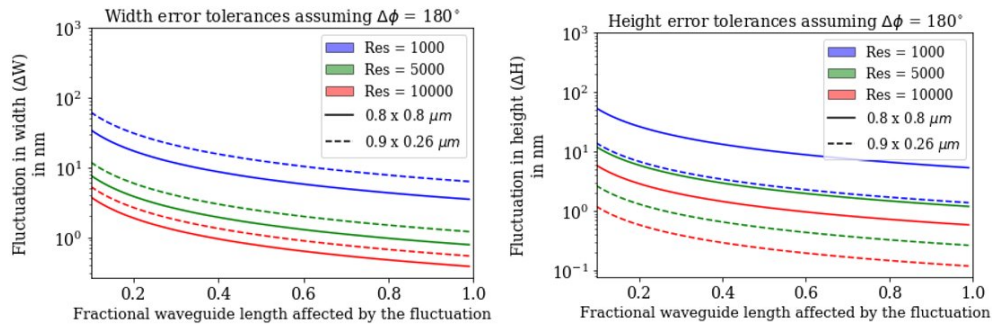 Width error tolerances assuming Δϕ = 180°
10³
10²
10¹
10⁰
Fluctuation in width (ΔW)
in nm
Res = 1000
Res = 5000
Res = 10000
0.8 x 0.8 μm
0.9 x 0.26 μm
0.2 0.4 0.6 0.8 1.0
Fractional waveguide length affected by the fluctuation
Height error tolerances assuming Δϕ = 180°
10³
10²
10¹
10⁰
10⁻¹
Fluctuation in height (ΔH)
in nm
Res = 1000
Res = 5000
Res = 10000
0.8 x 0.8 μm
0.9 x 0.26 μm
0.2 0.4 0.6 0.8 1.0
Fractional waveguide length affected by the fluctuation